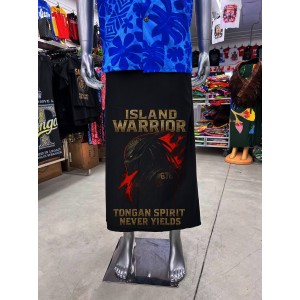 ISLAND
WARRIOR
TONGAN SPIRIT
NEVER YIELDS